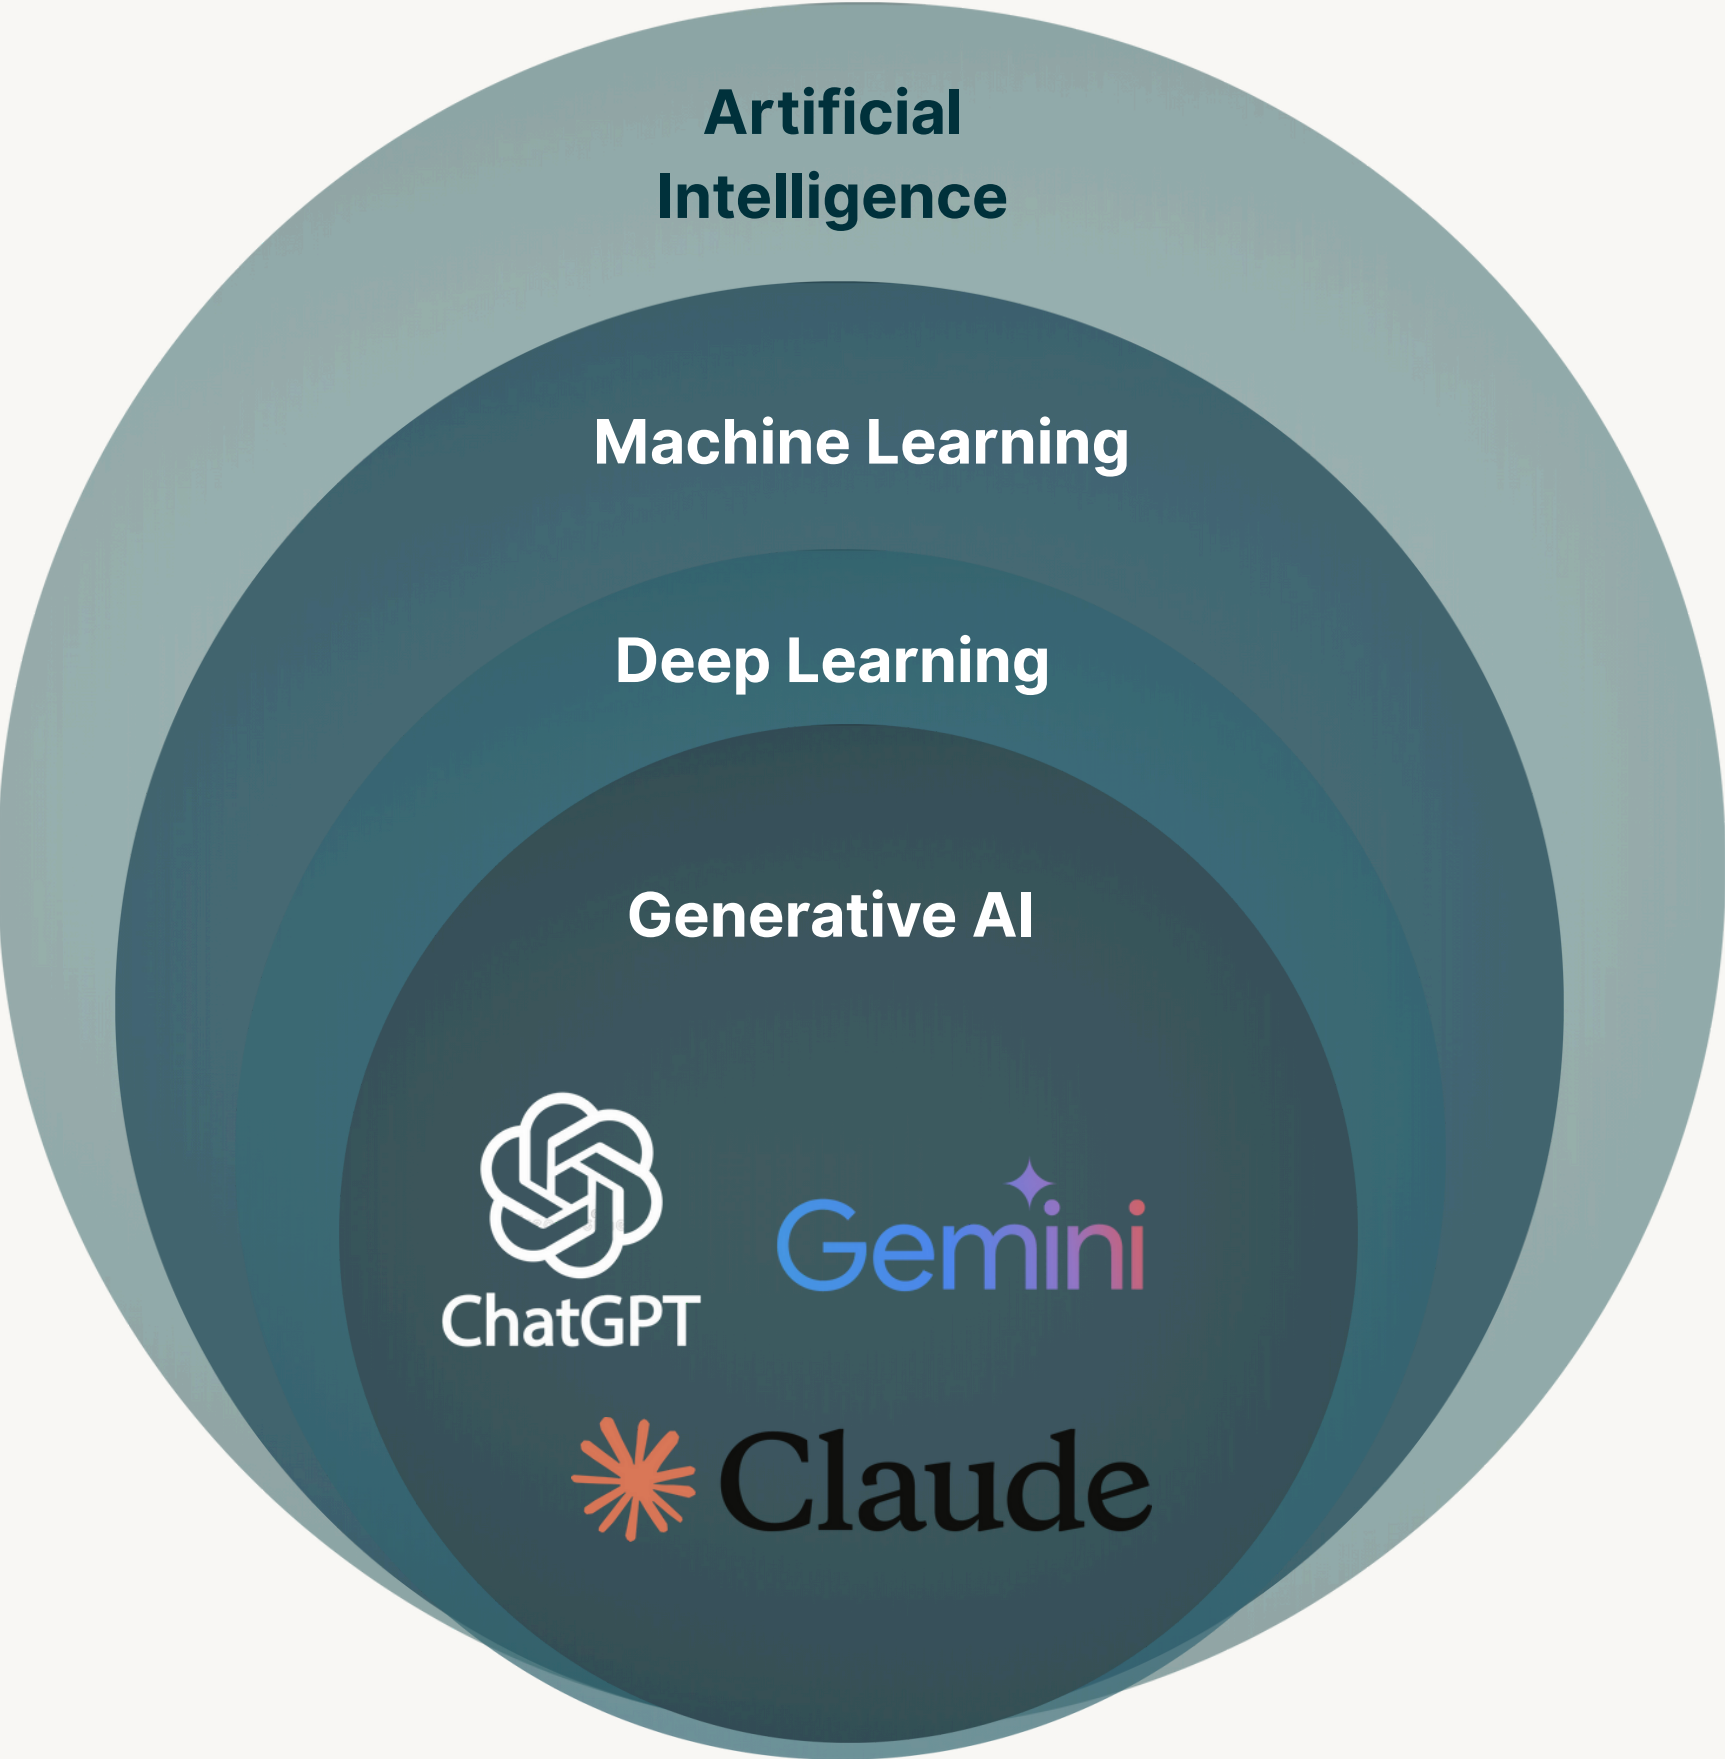 Artificial
Intelligence
Machine Learning
Deep Learning
Generative AI
Gemini
ChatGPT
Claude